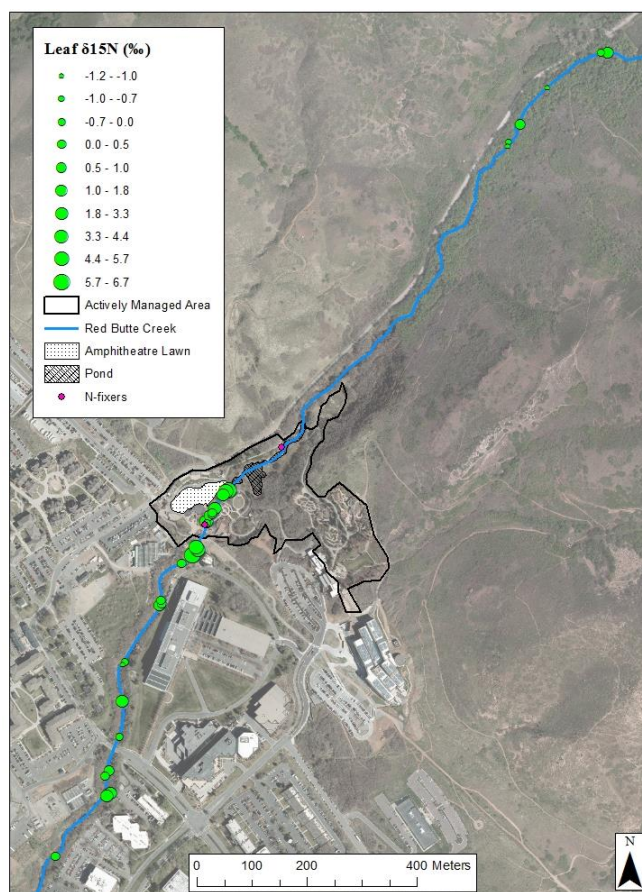 Leaf δ15N (‰)
-1.2 - -1.0
-1.0 - -0.7
-0.7 - 0.0
0.0 - 0.5
0.5 - 1.0
1.0 - 1.8
1.8 - 3.3
3.3 - 4.4
4.4 - 5.7
5.7 - 6.7
Actively Managed Area
Red Butte Creek
Amphitheatre Lawn
Pond
N-fixers
N
0 100 200 400 Meters